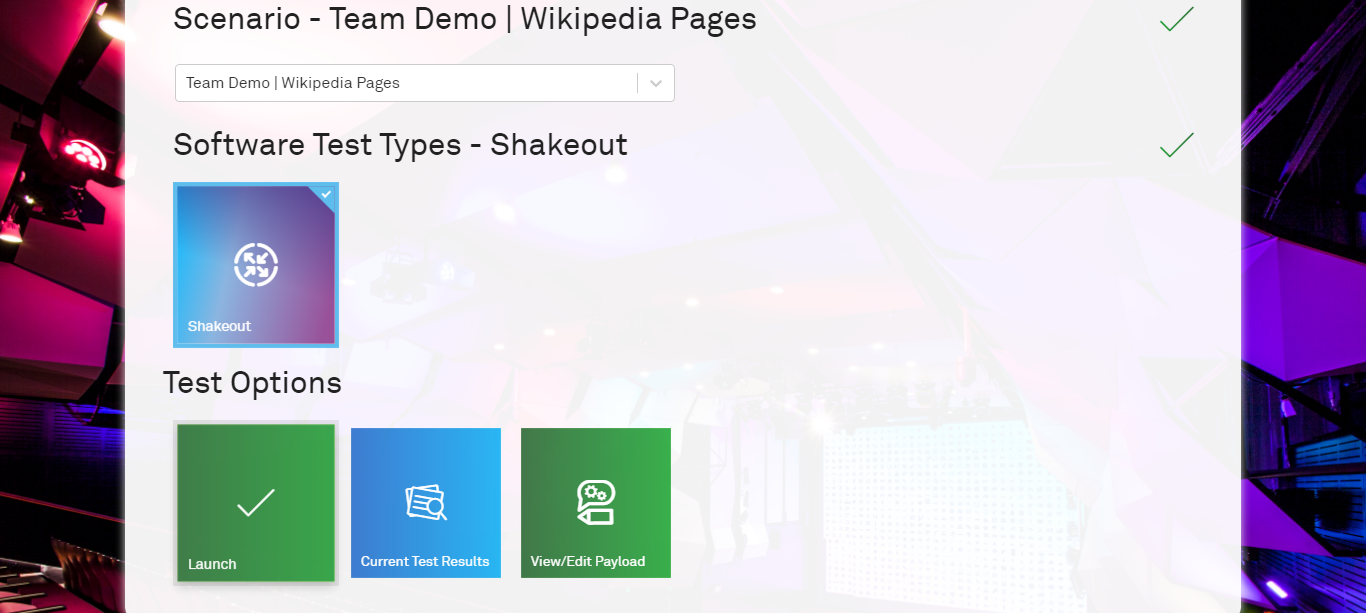 Scenario - Team Demo | Wikipedia Pages
Team Demo | Wikipedia Pages
Software Test Types - Shakeout
Shakeout
Test Options
Launch
Current Test Results
View/Edit Payload